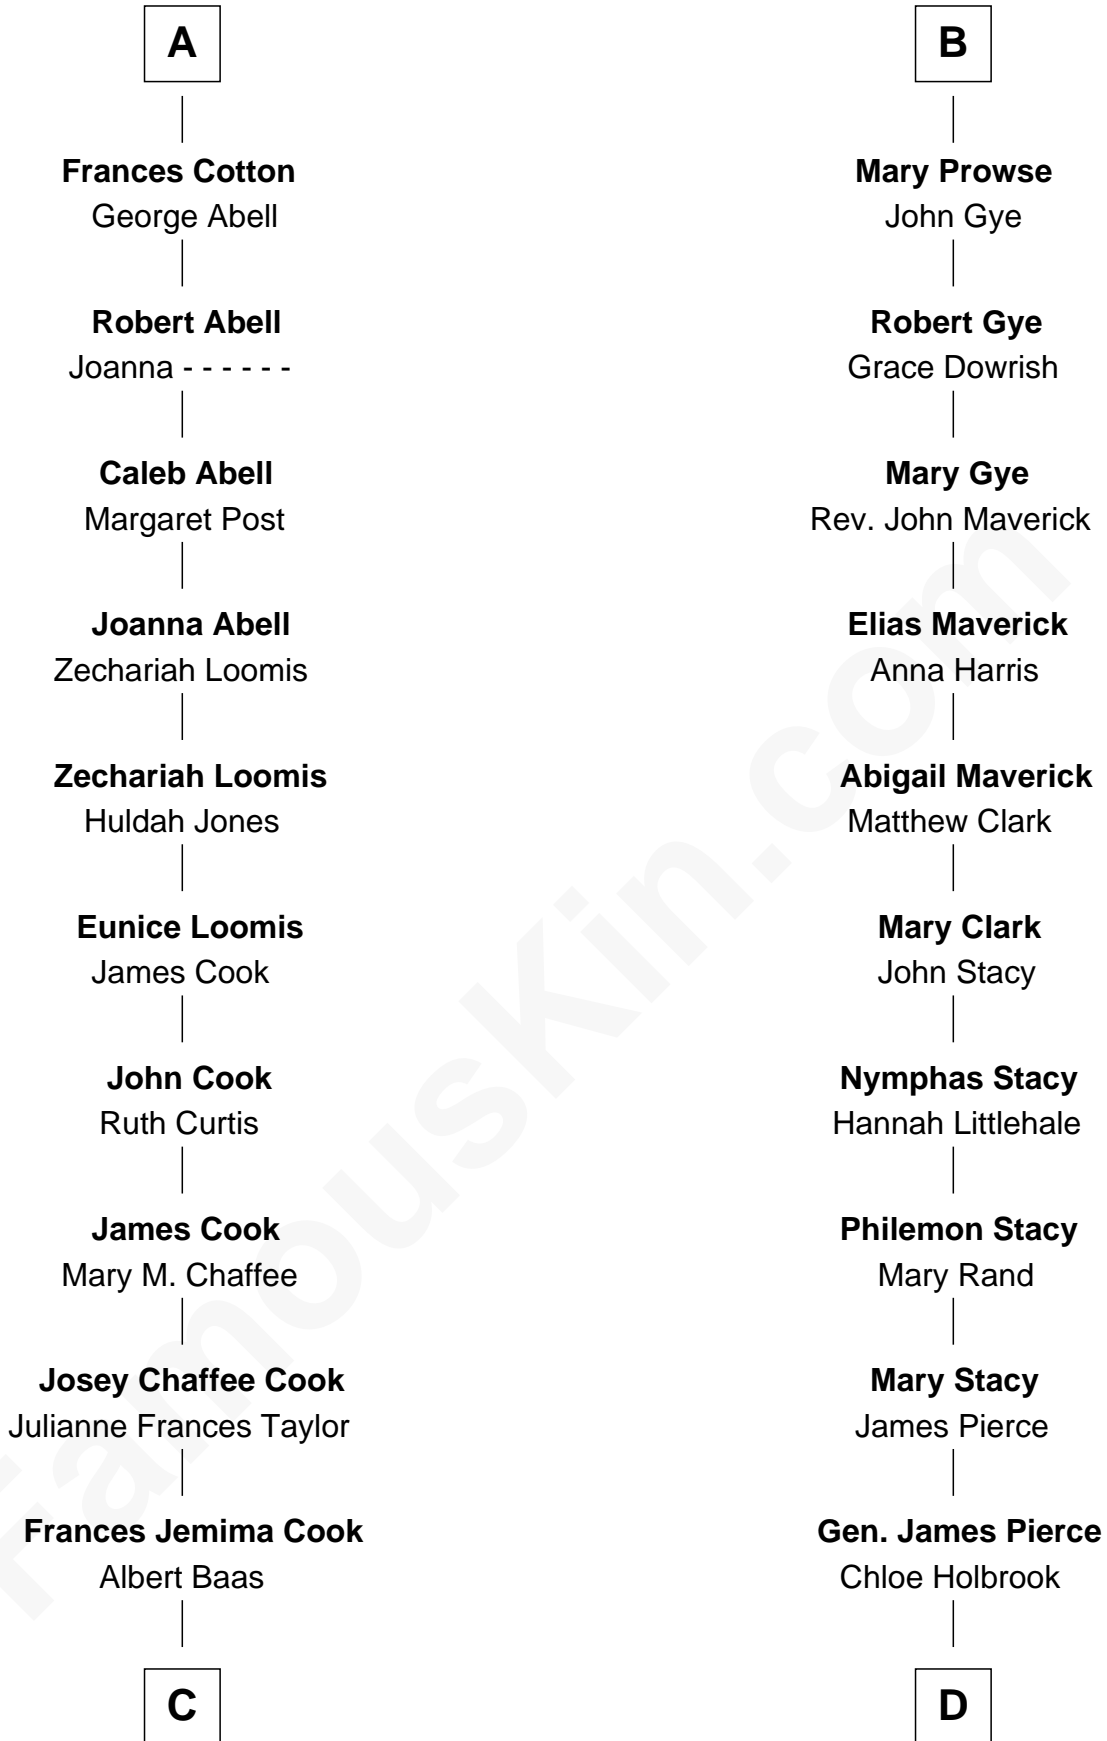 A
Frances Cotton
George Abell
Robert Abell
Joanna - - - - - -
Caleb Abell
Margaret Post
Joanna Abell
Zechariah Loomis
Zechariah Loomis
Huldah Jones
Eunice Loomis
James Cook
John Cook
Ruth Curtis
James Cook
Mary M. Chaffee
Josey Chaffee Cook
Julianne Frances Taylor
Frances Jemima Cook
Albert Baas
C
B
Mary Prowse
John Gye
Robert Gye
Grace Dowrish
Mary Gye
Rev. John Maverick
Elias Maverick
Anna Harris
Abigail Maverick
Matthew Clark
Mary Clark
John Stacy
Nymphas Stacy
Hannah Littlehale
Philemon Stacy
Mary Rand
Mary Stacy
James Pierce
Gen. James Pierce
Chloe Holbrook
D
FamousKin.com